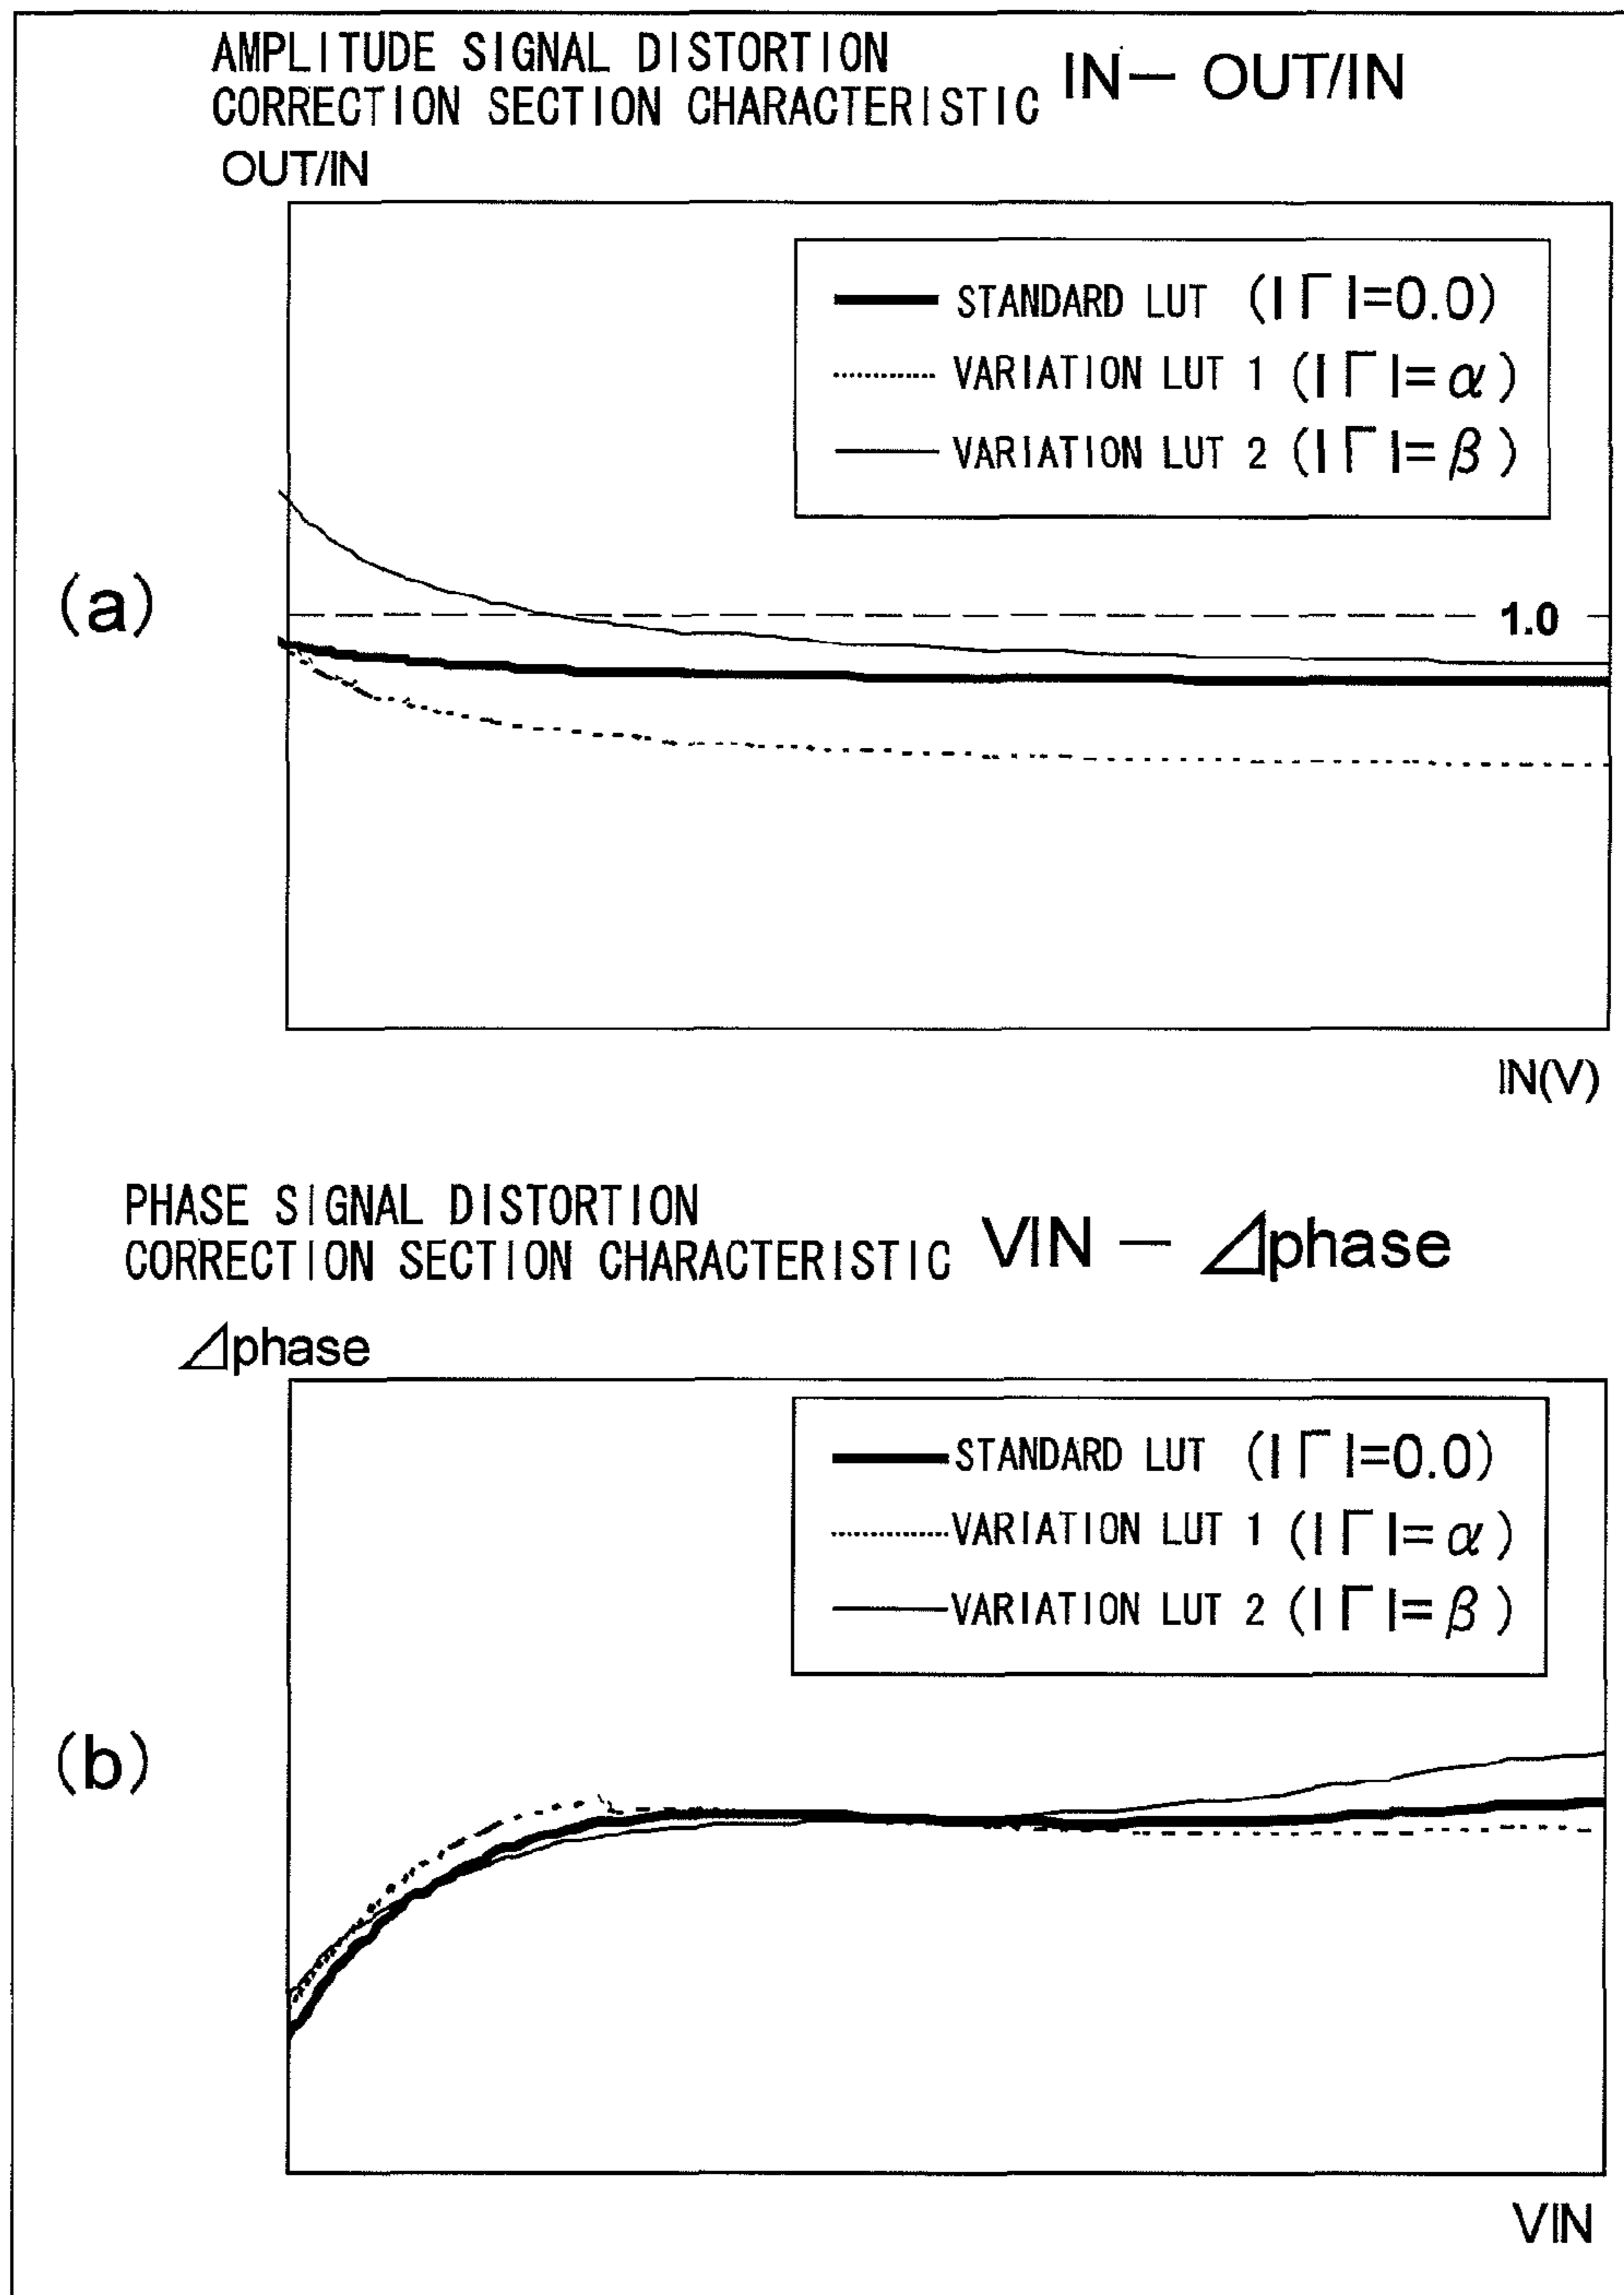 AMPLITUDE SIGNAL DISTORTION
CORRECTION SECTION CHARACTERISTIC IN− OUT/IN
OUT/IN
STANDARD LUT (|Γ|=0.0)
VARIATION LUT 1 (|Γ|=α)
VARIATION LUT 2 (|Γ|=β)
(a)
1.0
IN(V)
PHASE SIGNAL DISTORTION
CORRECTION SECTION CHARACTERISTIC VIN − ⊿phase
⊿phase
STANDARD LUT (|Γ|=0.0)
VARIATION LUT 1 (|Γ|=α)
VARIATION LUT 2 (|Γ|=β)
(b)
VIN